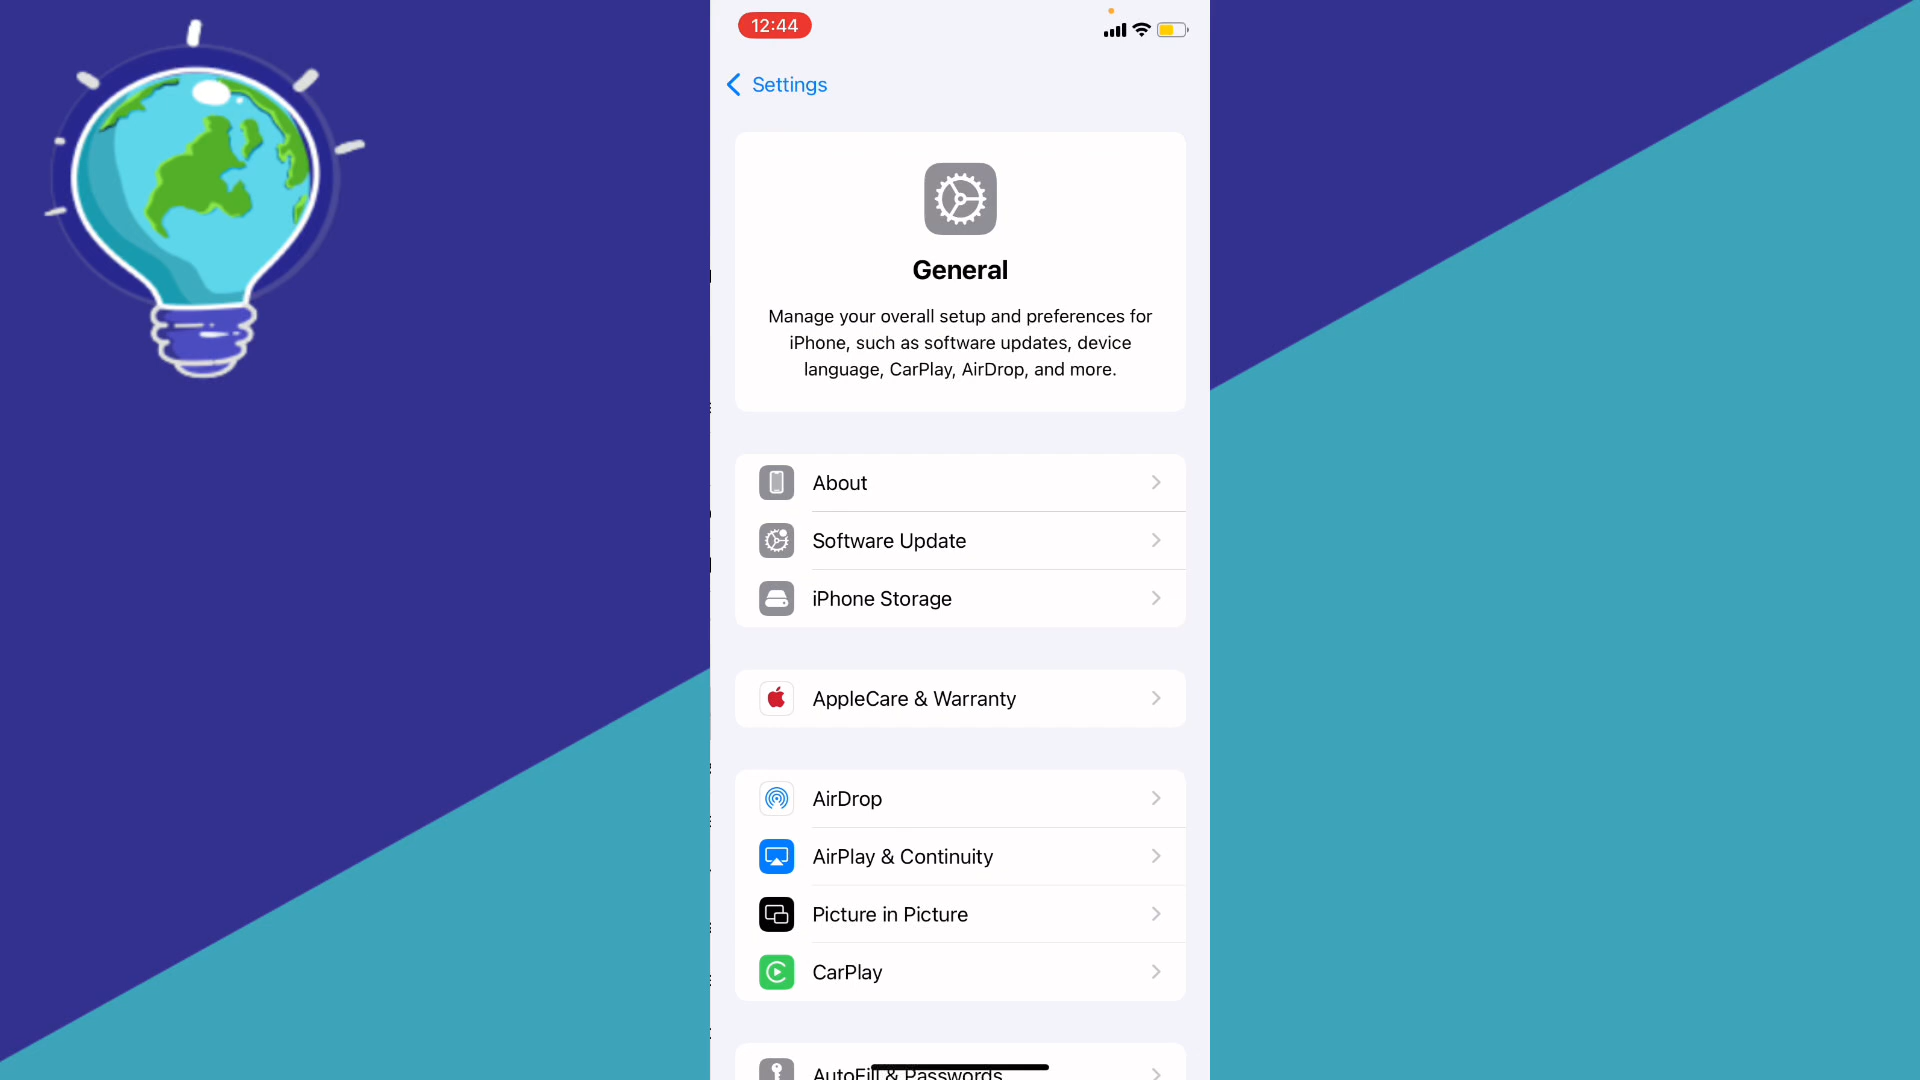 12:44
Settings
General
Manage your overall setup and preferences for
iPhone, such as software updates, device
language, CarPlay, AirDrop, and more.
About
Software Update
iPhone Storage
AppleCare & Warranty
AirDrop
AirPlay & Continuity
Picture in Picture
CarPlay
AutoFill & Passwords